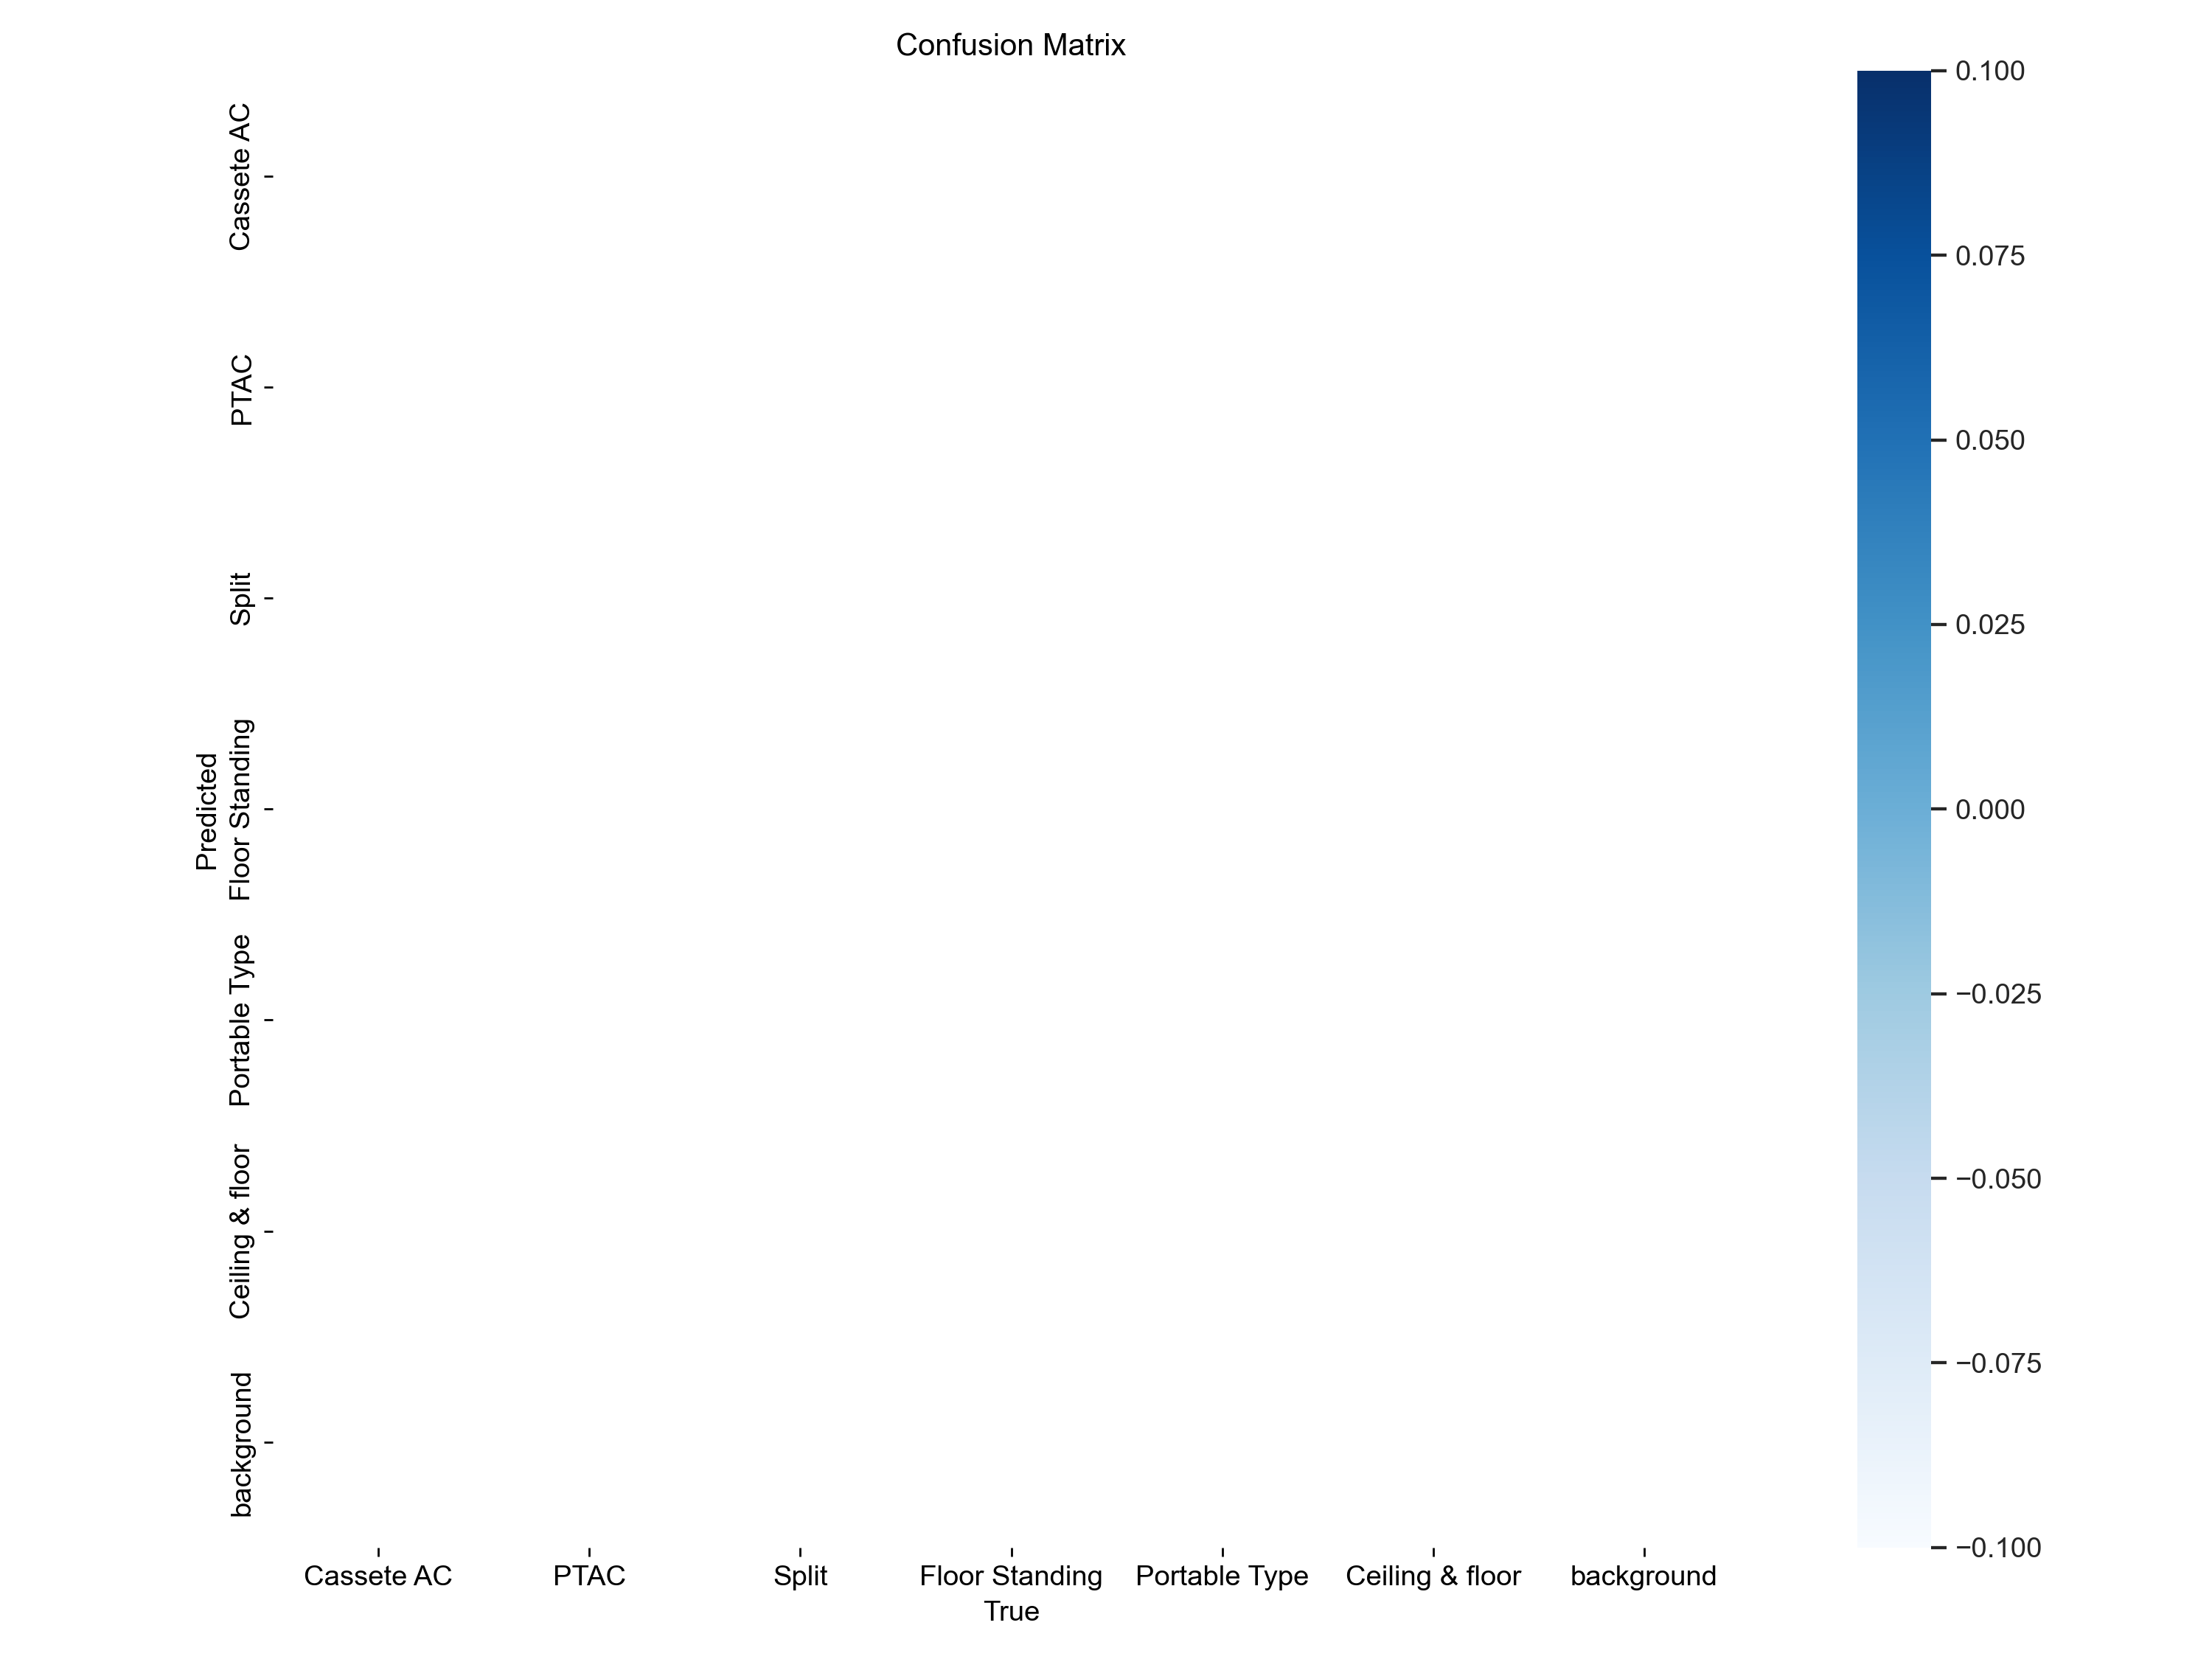 Confusion Matrix
Cassete AC
PTAC
Split
Floor Standing
Portable Type
Ceiling & floor
background
Predicted
Cassete AC
PTAC
Split
Floor Standing
Portable Type
Ceiling & floor
background
True
0.100
0.075
0.050
0.025
0.000
−0.025
−0.050
−0.075
−0.100